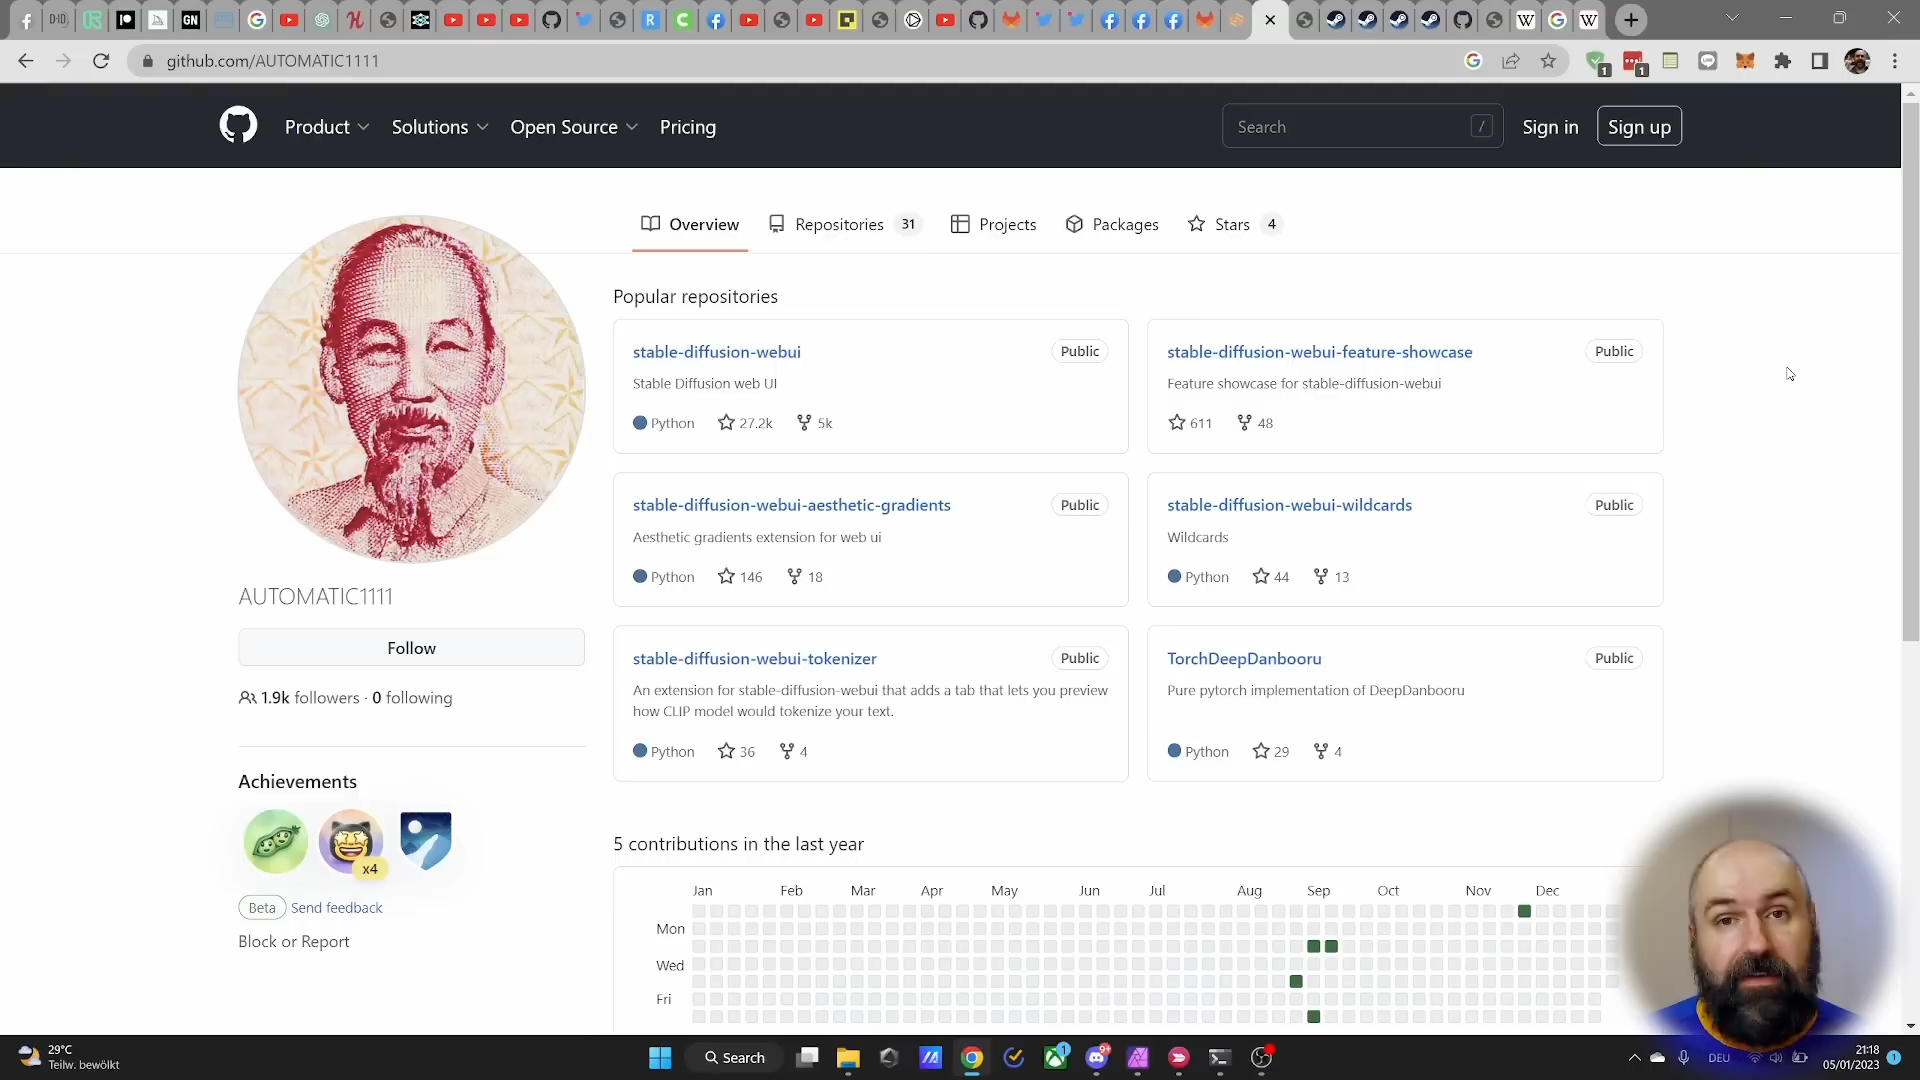 github.com/AUTOMATIC1111
1
1
Product
Solutions
Open Source
Pricing
Search
/
Sign in
Sign up
Overview
Repositories 31
Projects
Packages
Stars 4
AUTOMATIC1111
Follow
1.9k followers · 0 following
Achievements
x4
Beta Send feedback
Block or Report
Popular repositories
stable-diffusion-webui Public
Stable Diffusion web UI
Python 27.2k 5k
stable-diffusion-webui-feature-showcase Public
Feature showcase for stable-diffusion-webui
611 48
stable-diffusion-webui-aesthetic-gradients Public
Aesthetic gradients extension for web ui
Python 146 18
stable-diffusion-webui-wildcards Public
Wildcards
Python 44 13
stable-diffusion-webui-tokenizer Public
An extension for stable-diffusion-webui that adds a tab that lets you preview
how CLIP model would tokenize your text.
Python 36 4
TorchDeepDanbooru Public
Pure pytorch implementation of DeepDanbooru
Python 29 4
5 contributions in the last year
Jan Feb Mar Apr May Jun Jul Aug Sep Oct Nov Dec
Mon
Wed
Fri
29°C
Teilw. bewölkt
Search
DEU
21:18
05/01/2023